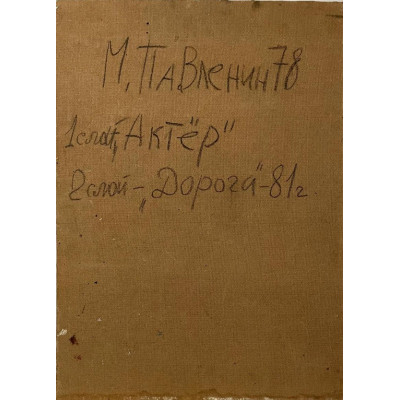 М, Павленин 78
1 слой „Актёр"
2 слой – „Дорога" – 81 г.